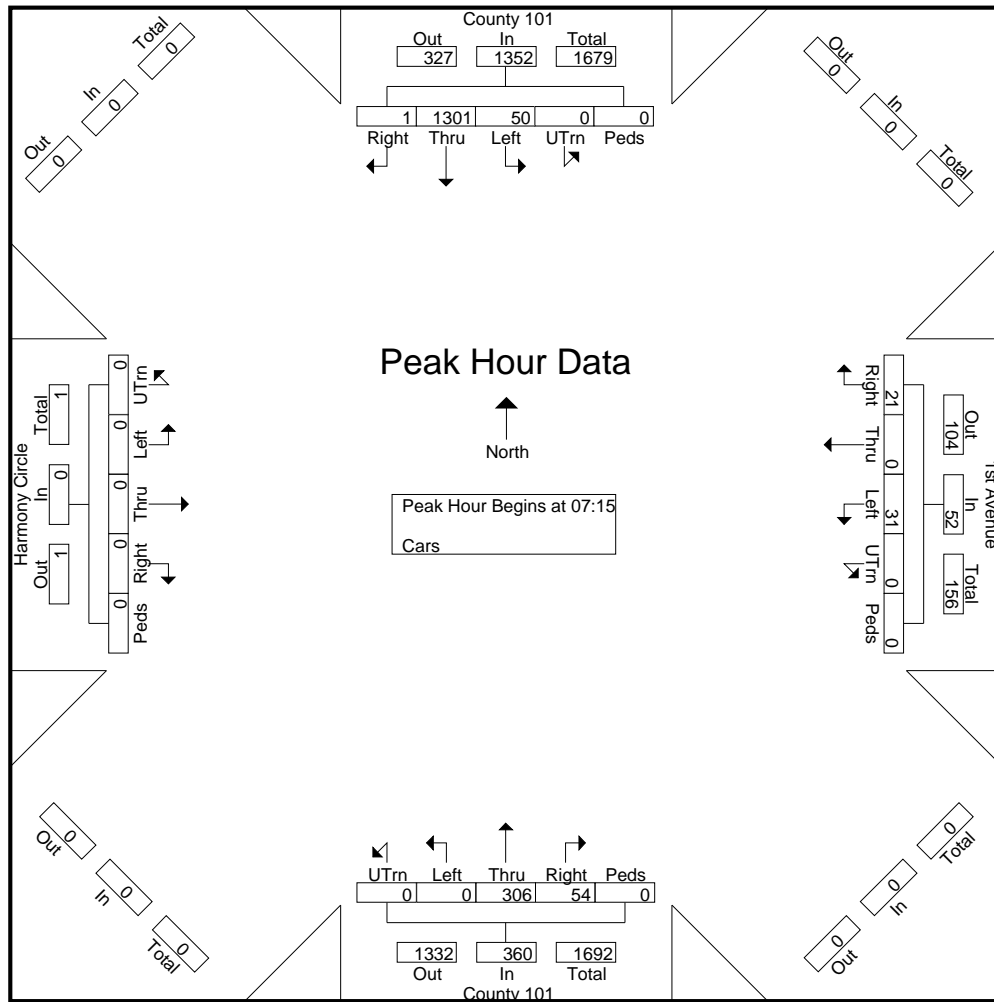 County 101
Out In Total
327 1352 1679
1 1301 50 0 0
Right Thru Left UTrn Peds
Total
0
In
0
Out
0
Out
0
In
0
Total
0
Harmony Circle
Total
1
In
0
Out
1
0
UTrn
0
Left
0
Thru
0
Right
0
Peds
Peak Hour Data
North
Peak Hour Begins at 07:15
Cars
Right
21
Thru
0
Left
31
UTrn
0
Peds
0
Out
104
In
52
Total
156
1st Avenue
Out
0
In
0
Total
0
Total
0
In
0
Out
0
UTrn Left Thru Right Peds
0 0 306 54 0
1332 360 1692
Out In Total
County 101